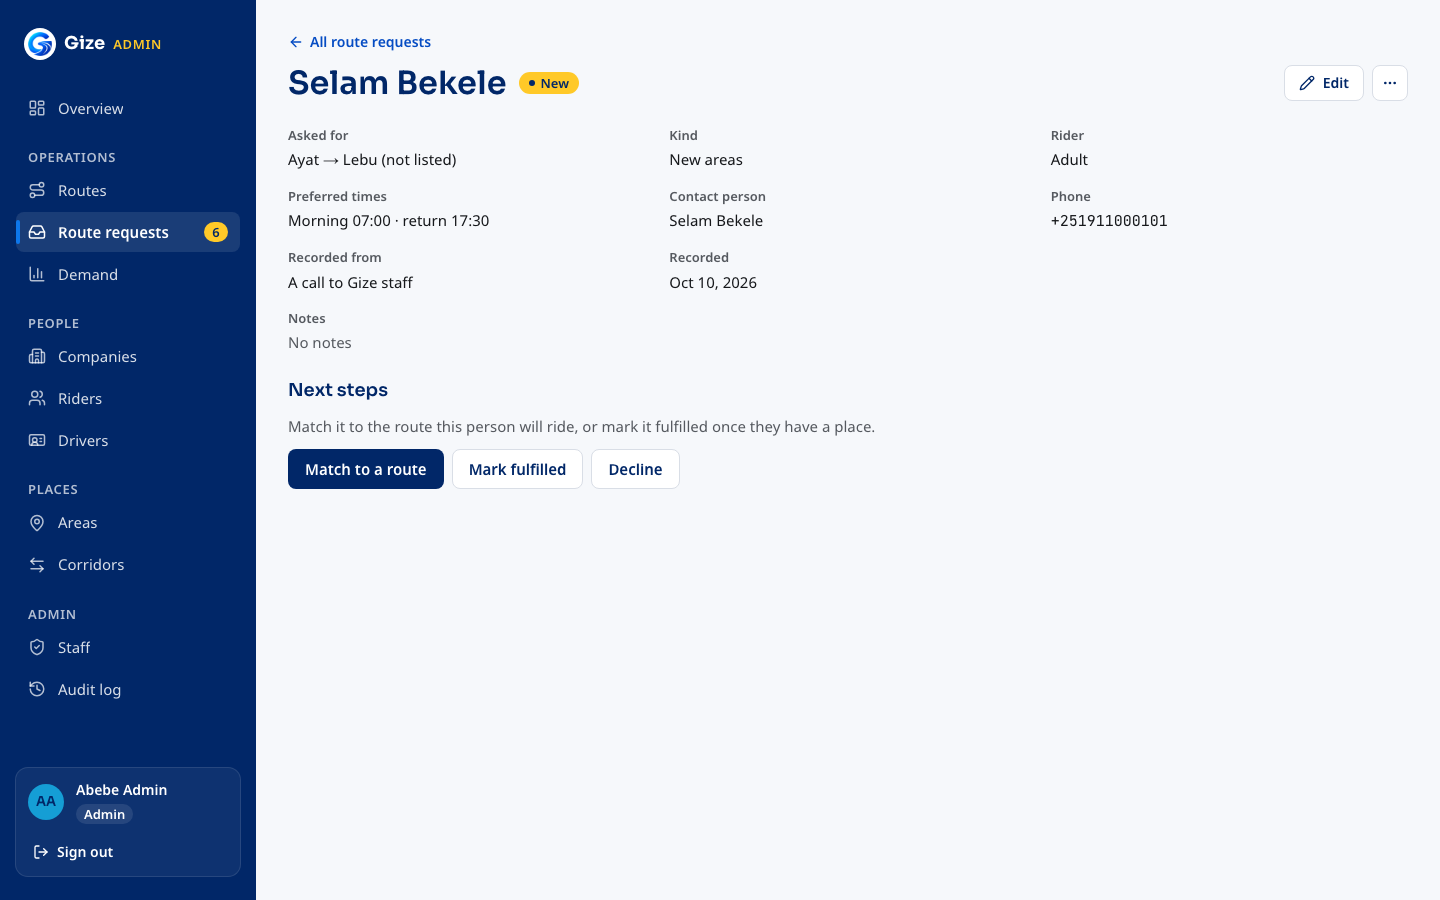 Gize ADMIN
Overview
OPERATIONS
Routes
Route requests 6
Demand
PEOPLE
Companies
Riders
Drivers
PLACES
Areas
Corridors
ADMIN
Staff
Audit log
AA
Abebe Admin
Admin
Sign out
← All route requests
Selam Bekele
New
Edit
···
Asked for
Ayat → Lebu (not listed)
Kind
New areas
Rider
Adult
Preferred times
Morning 07:00 · return 17:30
Contact person
Selam Bekele
Phone
+251911000101
Recorded from
A call to Gize staff
Recorded
Oct 10, 2026
Notes
No notes
Next steps
Match it to the route this person will ride, or mark it fulfilled once they have a place.
Match to a route
Mark fulfilled
Decline